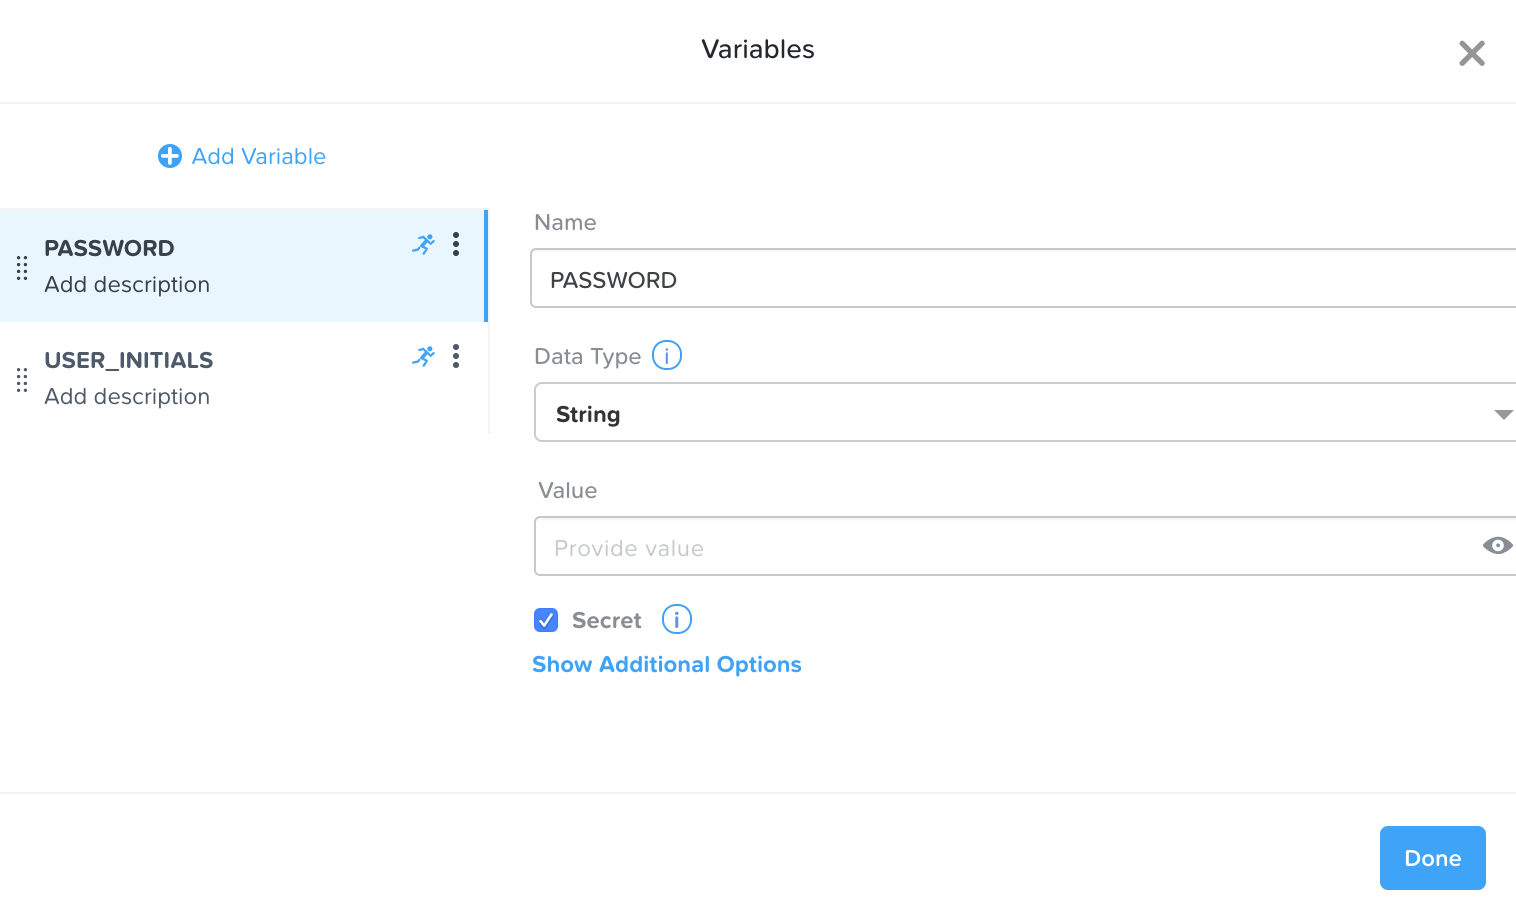 Variables
Add Variable
PASSWORD
Add description
USER_INITIALS
Add description
Name
PASSWORD
Data Type
String
Value
Provide value
Secret
Show Additional Options
Done